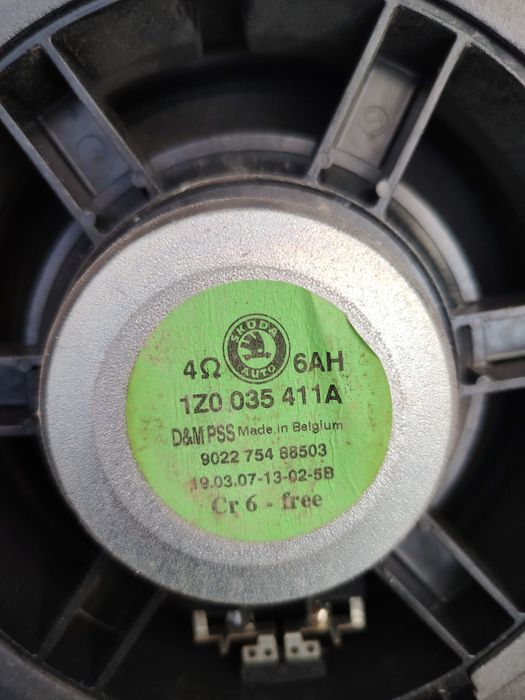 SKODA
AUTO
4Ω 6AH
1Z0 035 411A
D&MPSS Made in Belgium
9022 754 88503
19.03.07-13-02-5B
Cr 6 - free